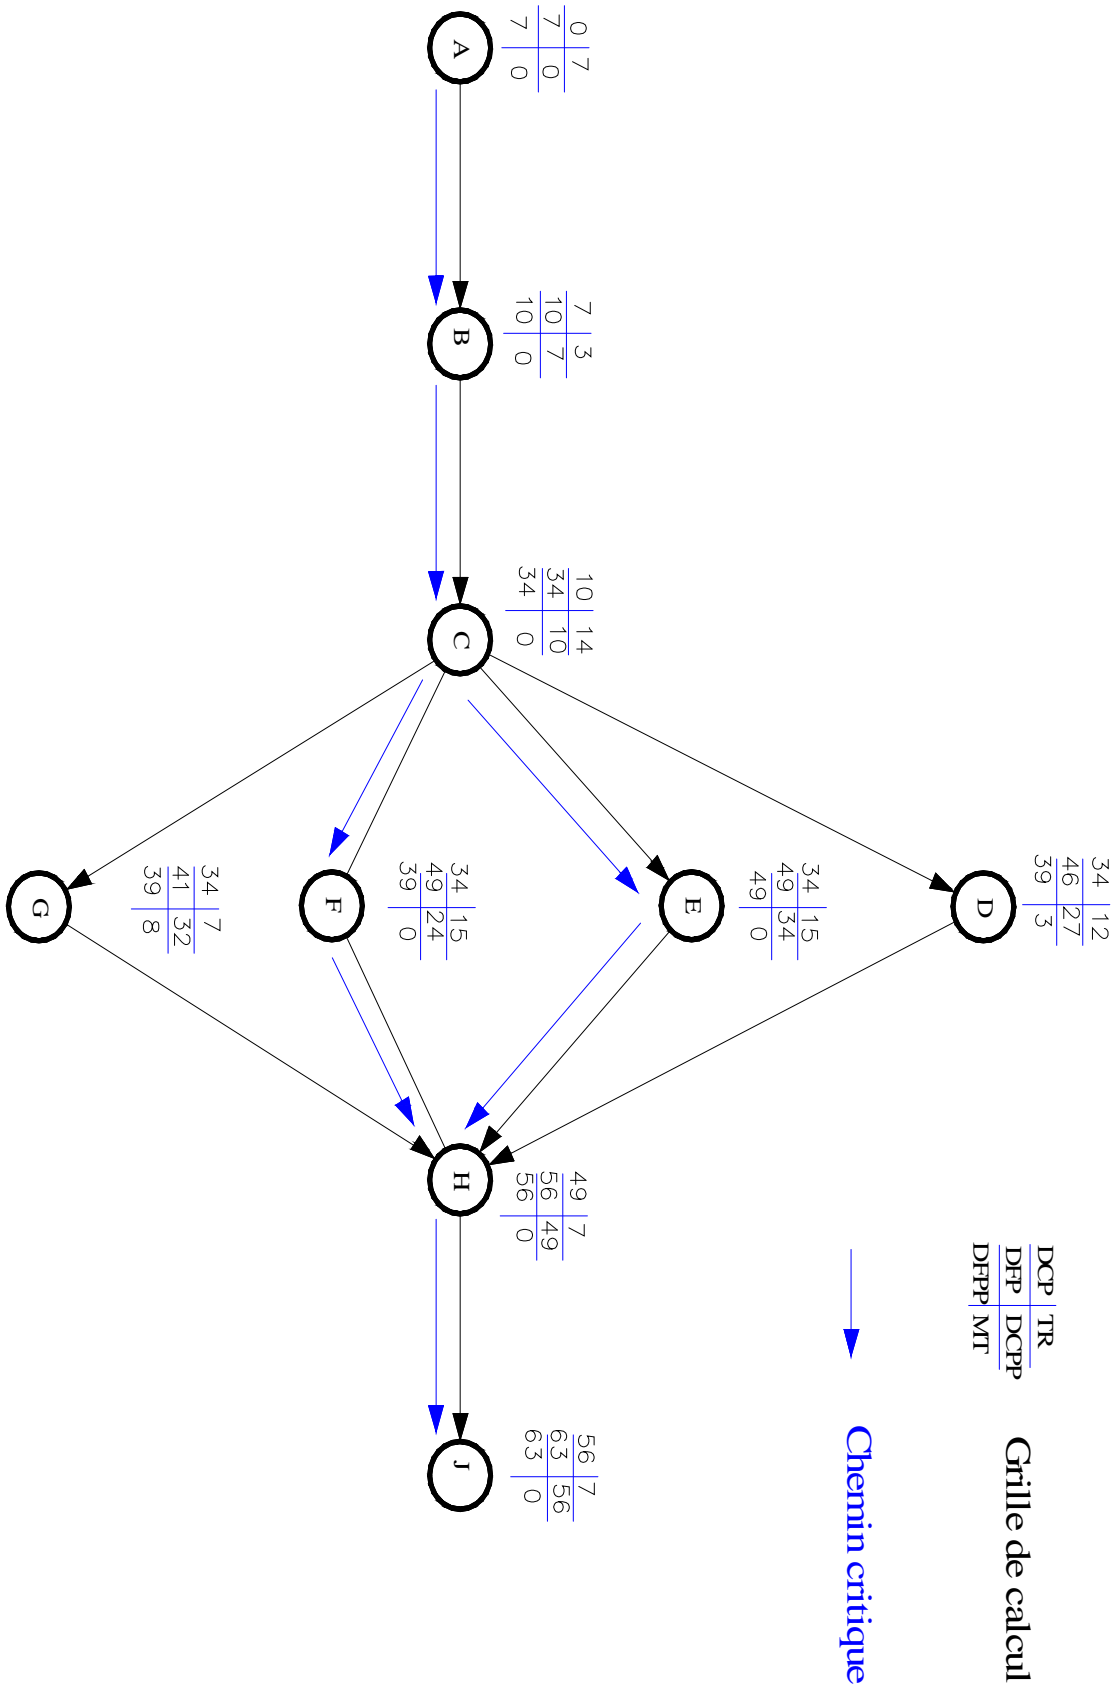 34 12
46 27
39 3
D
DCP TR
DFP DCPP
DFPP MT
Grille de calcul
Chemin critique
34 15
49 34
49 0
E
0 7
7 0
7 0
A
7 3
10 7
10 0
B
10 14
34 10
34 0
C
49 7
56 49
56 0
H
56 7
63 56
63 0
J
34 15
49 24
39 0
F
34 7
41 32
39 8
G